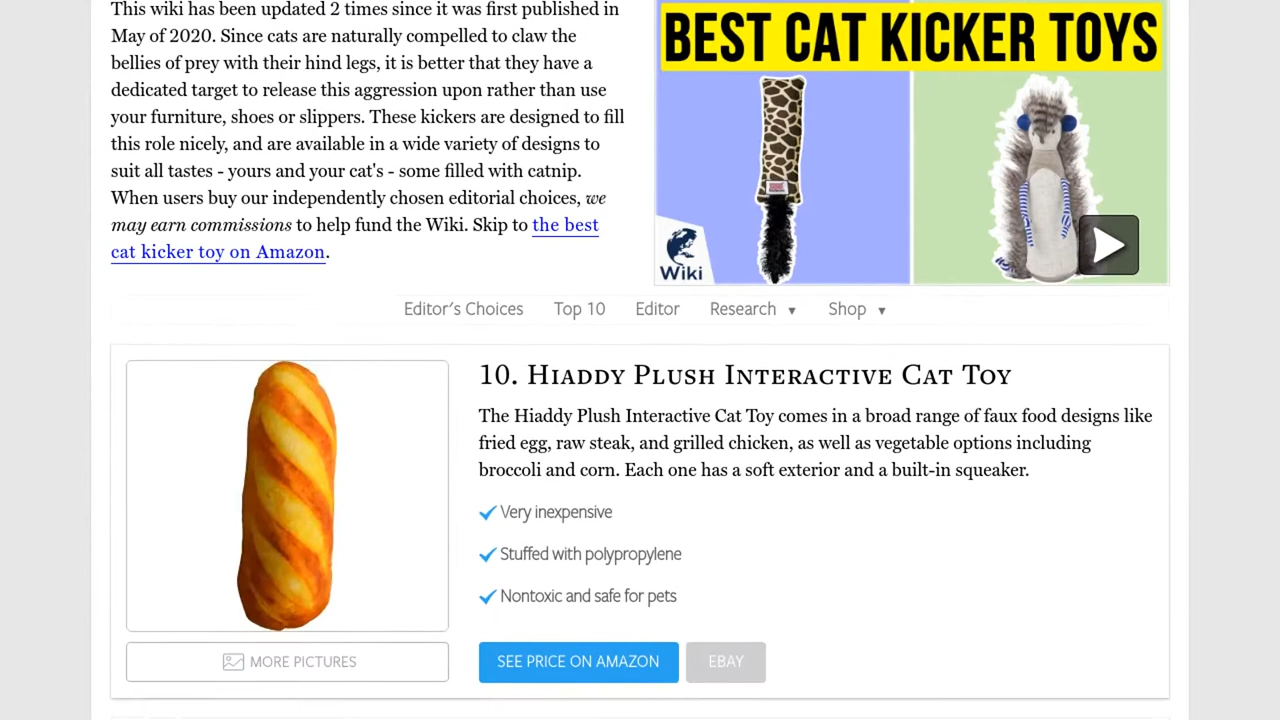 This wiki has been updated 2 times since it was first published in
May of 2020. Since cats are naturally compelled to claw the
bellies of prey with their hind legs, it is better that they have a
dedicated target to release this aggression upon rather than use
your furniture, shoes or slippers. These kickers are designed to fill
this role nicely, and are available in a wide variety of designs to
suit all tastes - yours and your cat's - some filled with catnip.
When users buy our independently chosen editorial choices, we
may earn commissions to help fund the Wiki. Skip to the best
cat kicker toy on Amazon.
BEST CAT KICKER TOYS
Wiki
Editor's Choices Top 10 Editor Research ▼ Shop ▼
10. Hiaddy Plush Interactive Cat Toy
The Hiaddy Plush Interactive Cat Toy comes in a broad range of faux food designs like
fried egg, raw steak, and grilled chicken, as well as vegetable options including
broccoli and corn. Each one has a soft exterior and a built-in squeaker.
Very inexpensive
Stuffed with polypropylene
Nontoxic and safe for pets
MORE PICTURES
SEE PRICE ON AMAZON EBAY